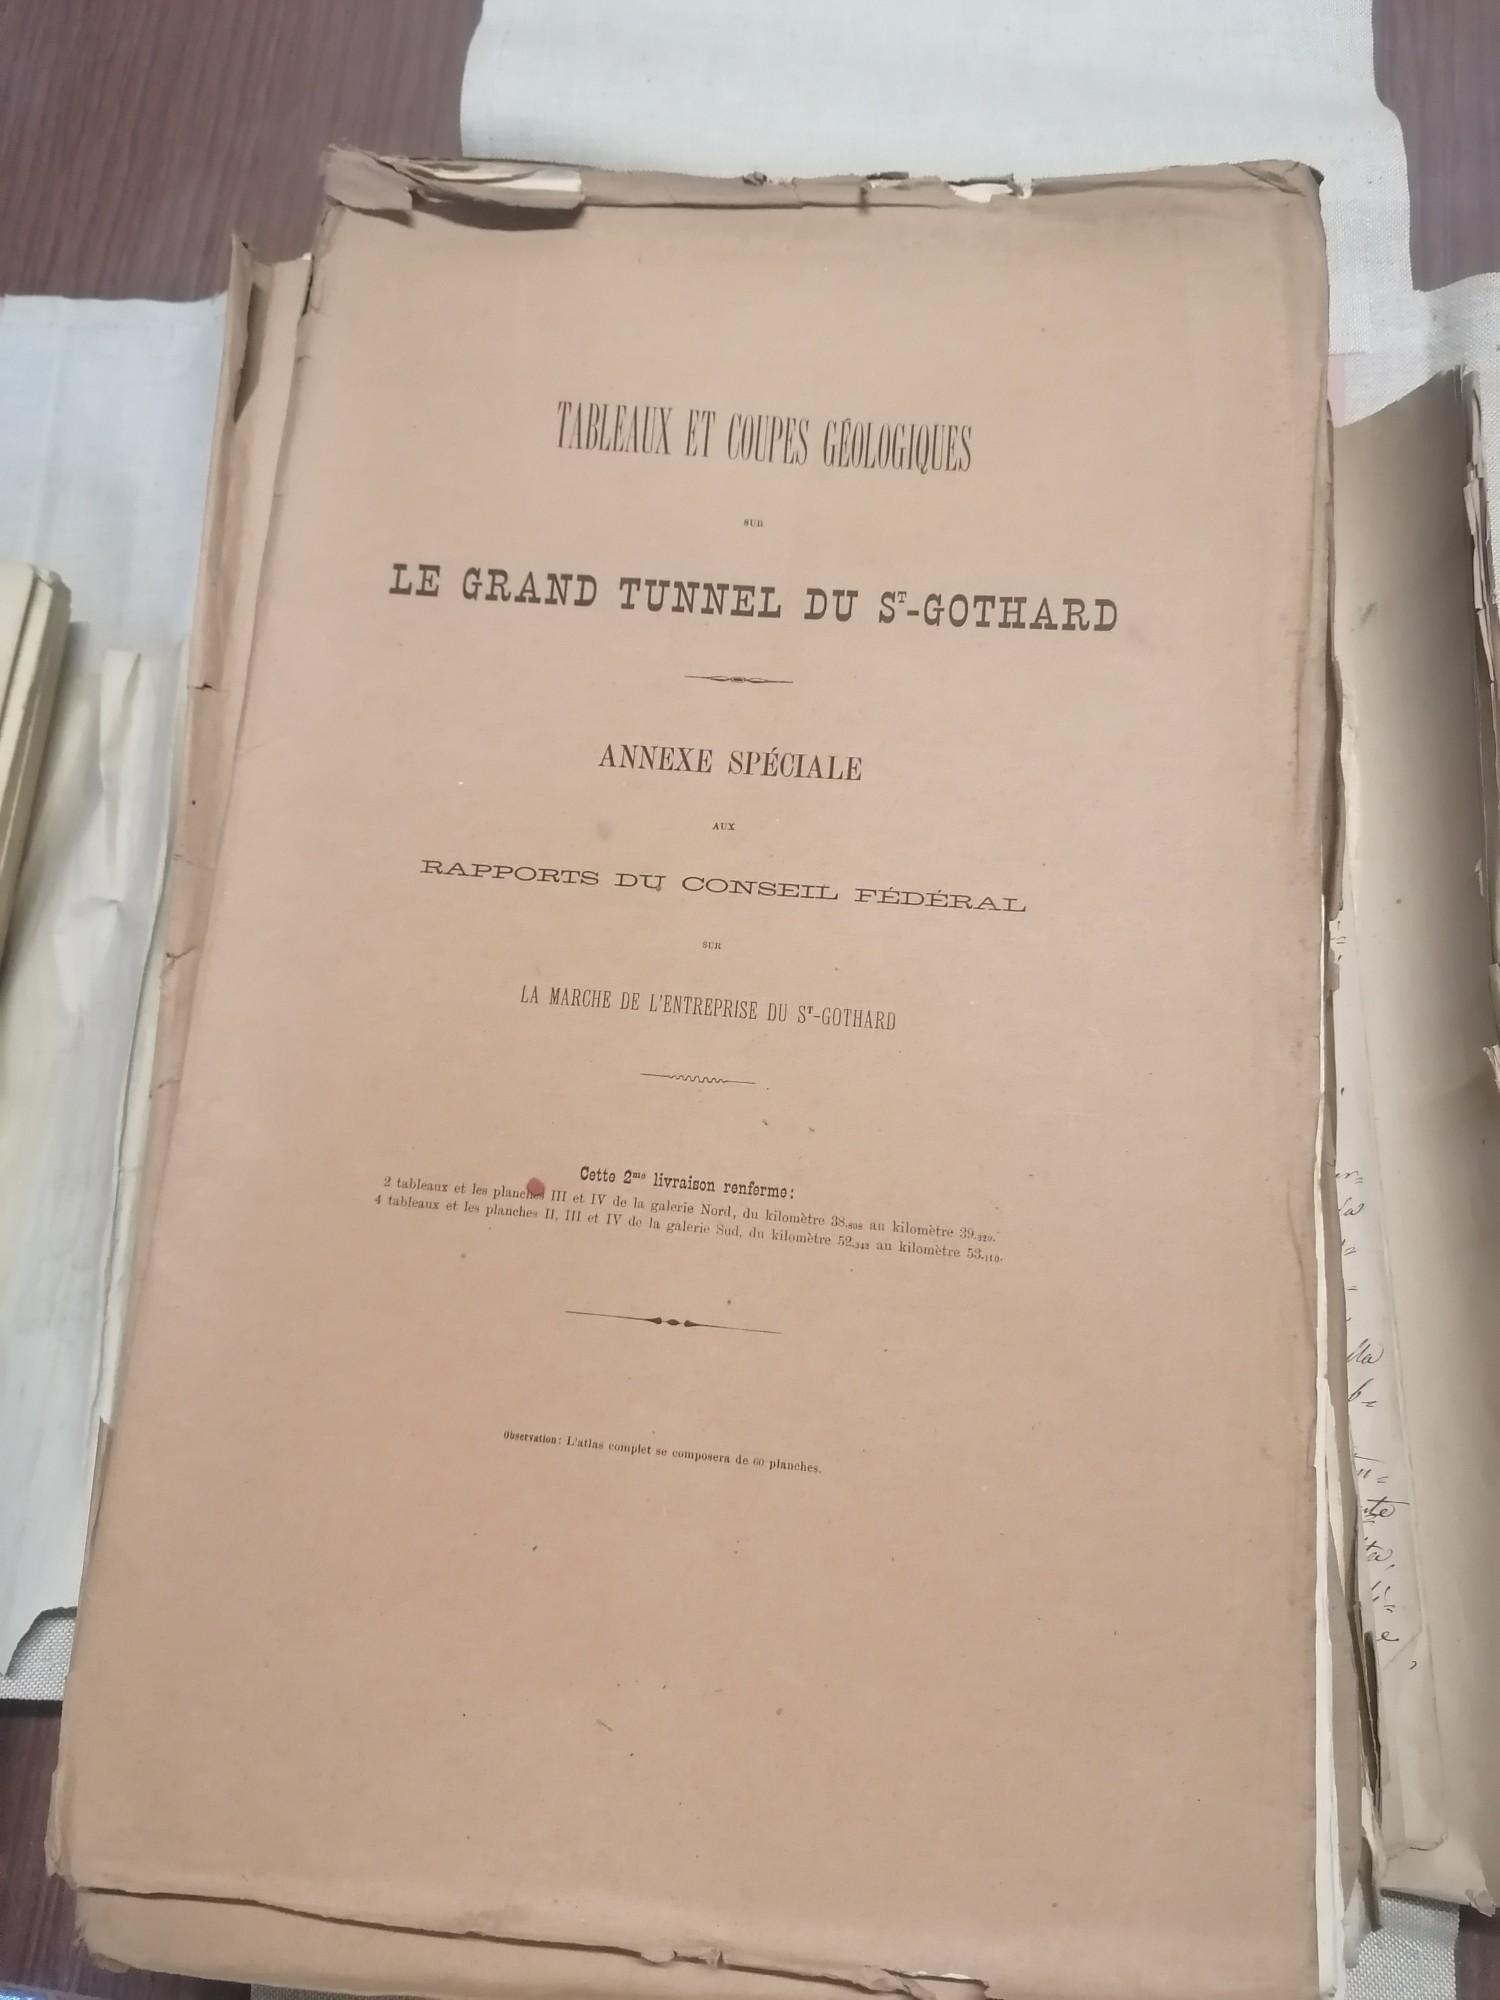 TABLEAUX ET COUPES GÉOLOGIQUES
SUR
LE GRAND TUNNEL DU ST-GOTHARD
ANNEXE SPÉCIALE
AUX
RAPPORTS DU CONSEIL FÉDÉRAL
SUR
LA MARCHE DE L'ENTREPRISE DU ST-GOTHARD
Cette 2me livraison renferme:
2 tableaux et les planches III et IV de la galerie Nord, du kilomètre 38.808 au kilomètre 39.320.
4 tableaux et les planches II, III et IV de la galerie Sud, du kilomètre 52.342 au kilomètre 53.110.
Observation: L'atlas complet se composera de 60 planches.